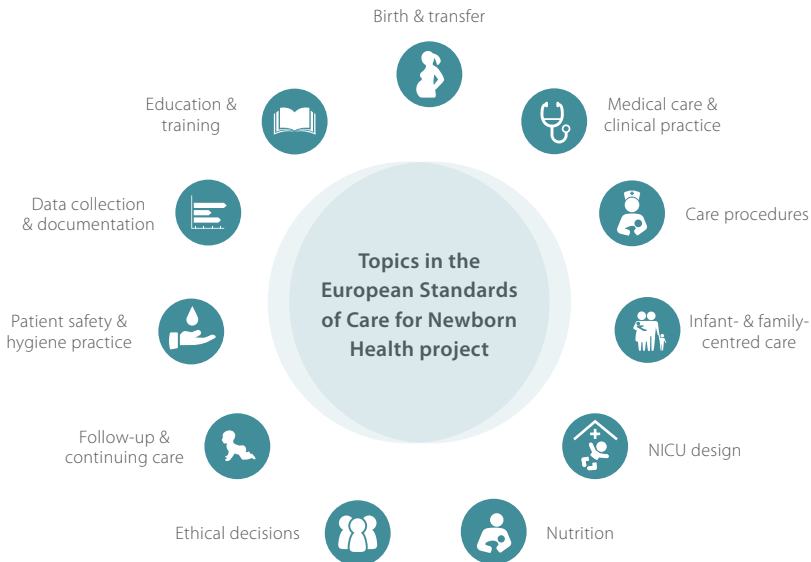 Birth & transfer
Medical care &
clinical practice
Care procedures
Infant- & family-
centred care
NICU design
Nutrition
Ethical decisions
Follow-up &
continuing care
Patient safety &
hygiene practice
Data collection
& documentation
Education &
training
Topics in the
European Standards
of Care for Newborn
Health project